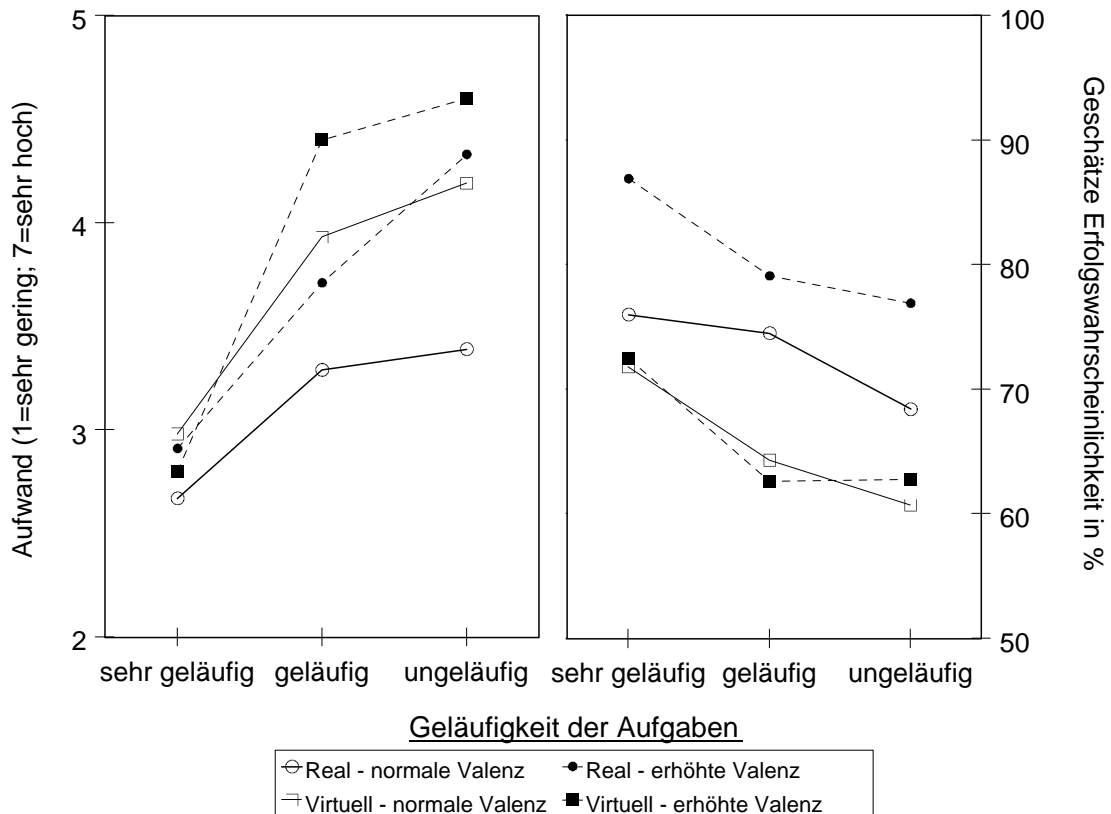 Aufwand (1=sehr gering; 7=sehr hoch)
5
4
3
2
sehr geläufig geläufig ungeläufig
100
90
80
70
60
50
sehr geläufig geläufig ungeläufig
Geschätze Erfolgswahrscheinlichkeit in %
Geläufigkeit der Aufgaben
Real - normale Valenz Real - erhöhte Valenz
Virtuell - normale Valenz Virtuell - erhöhte Valenz